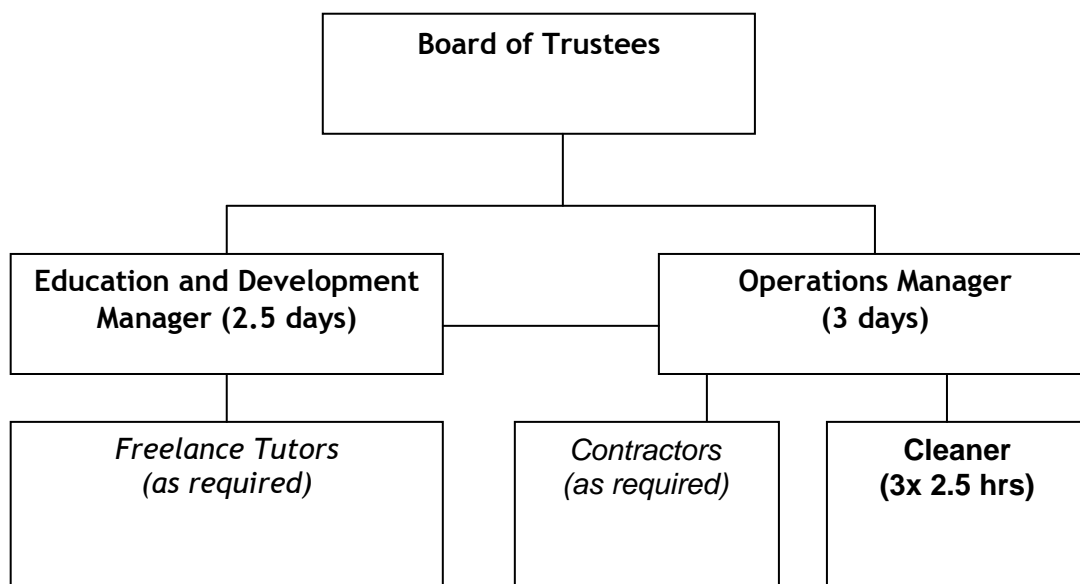 Board of Trustees
Education and Development
Manager (2.5 days)
Operations Manager
(3 days)
Freelance Tutors
(as required)
Contractors
(as required)
Cleaner
(3x 2.5 hrs)